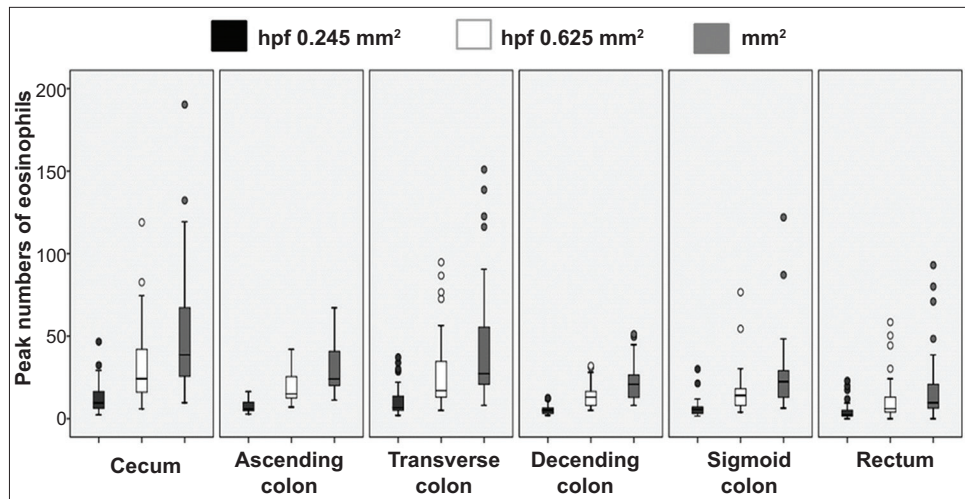 hpf 0.245 mm² hpf 0.625 mm² mm²
Peak numbers of eosinophils
200
150
100
50
0
Cecum
Ascending
colon
Transverse
colon
Decending
colon
Sigmoid
colon
Rectum